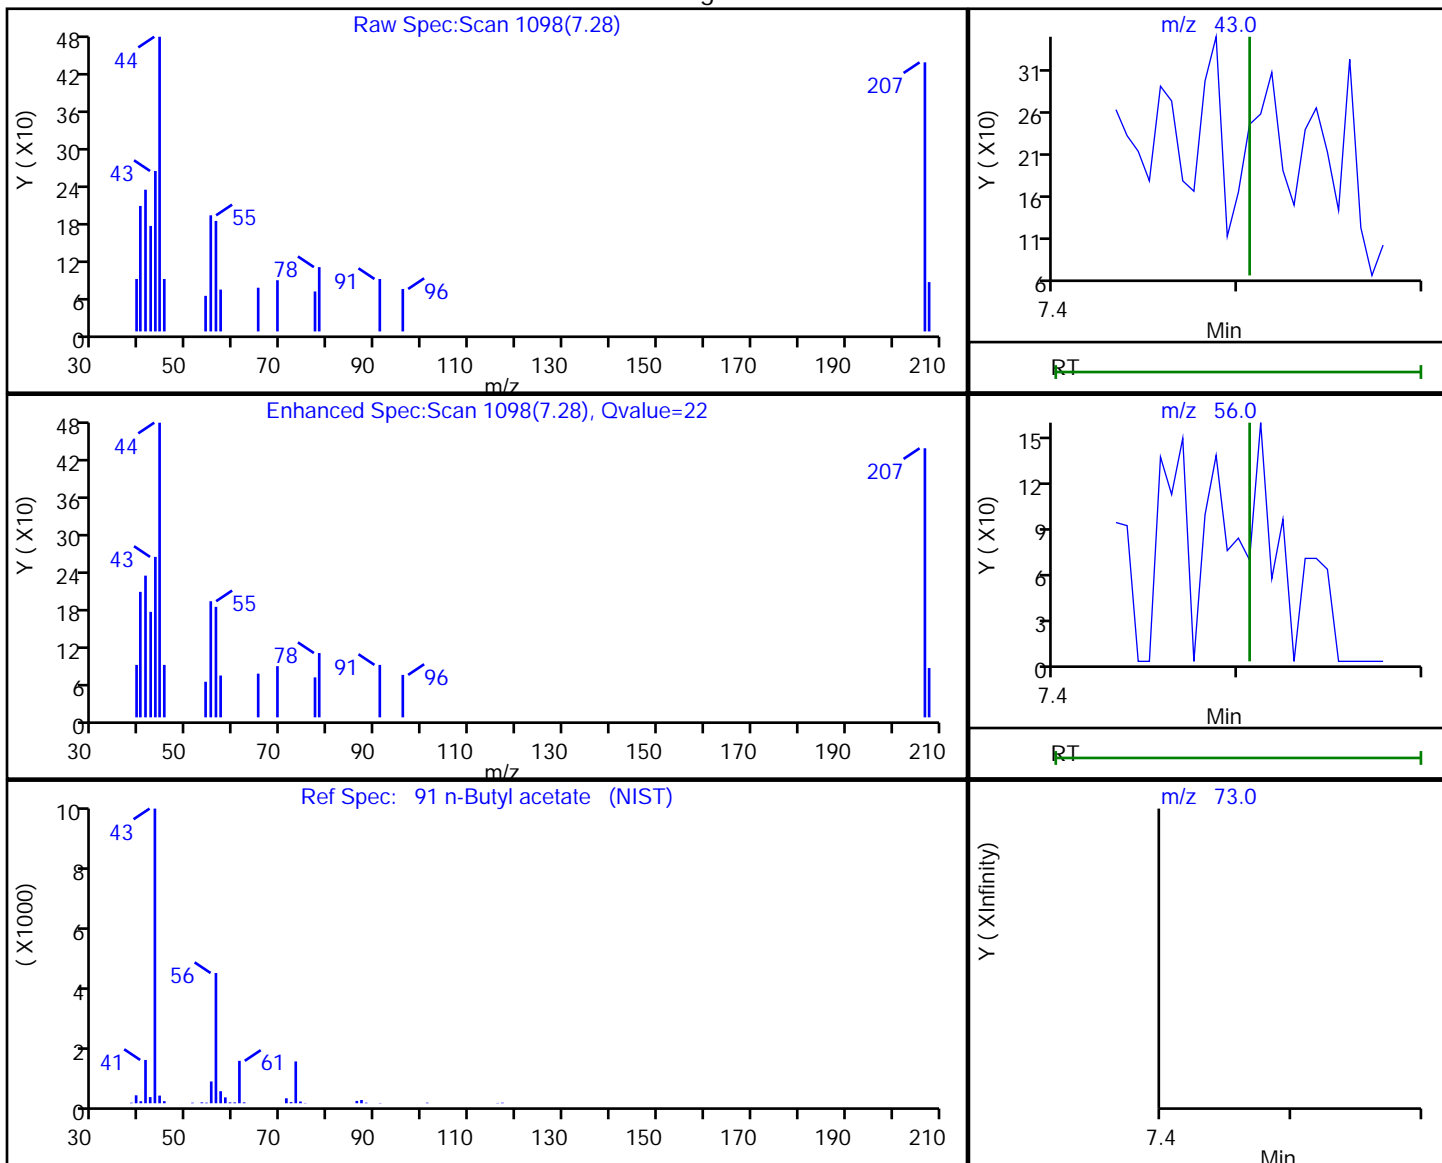 g
Raw Spec:Scan 1098(7.28)
Y ( X10)
48
42
36
30
24
18
12
6
0
44
43
55
78
91
96
207
30 50 70 90 110 130 150 170 190 210
m/z
m/z 43.0
Y ( X10)
31
26
21
16
11
6
7.4
Min
RT
Enhanced Spec:Scan 1098(7.28), Qvalue=22
Y ( X10)
48
42
36
30
24
18
12
6
0
44
43
55
78
91
96
207
30 50 70 90 110 130 150 170 190 210
m/z
m/z 56.0
Y ( X10)
15
12
9
6
3
0
7.4
Min
RT
Ref Spec: 91 n-Butyl acetate (NIST)
( X1000)
10
8
6
4
2
0
43
56
41
61
30 50 70 90 110 130 150 170 190 210
m/z 73.0
Y ( XInfinity)
7.4
Min